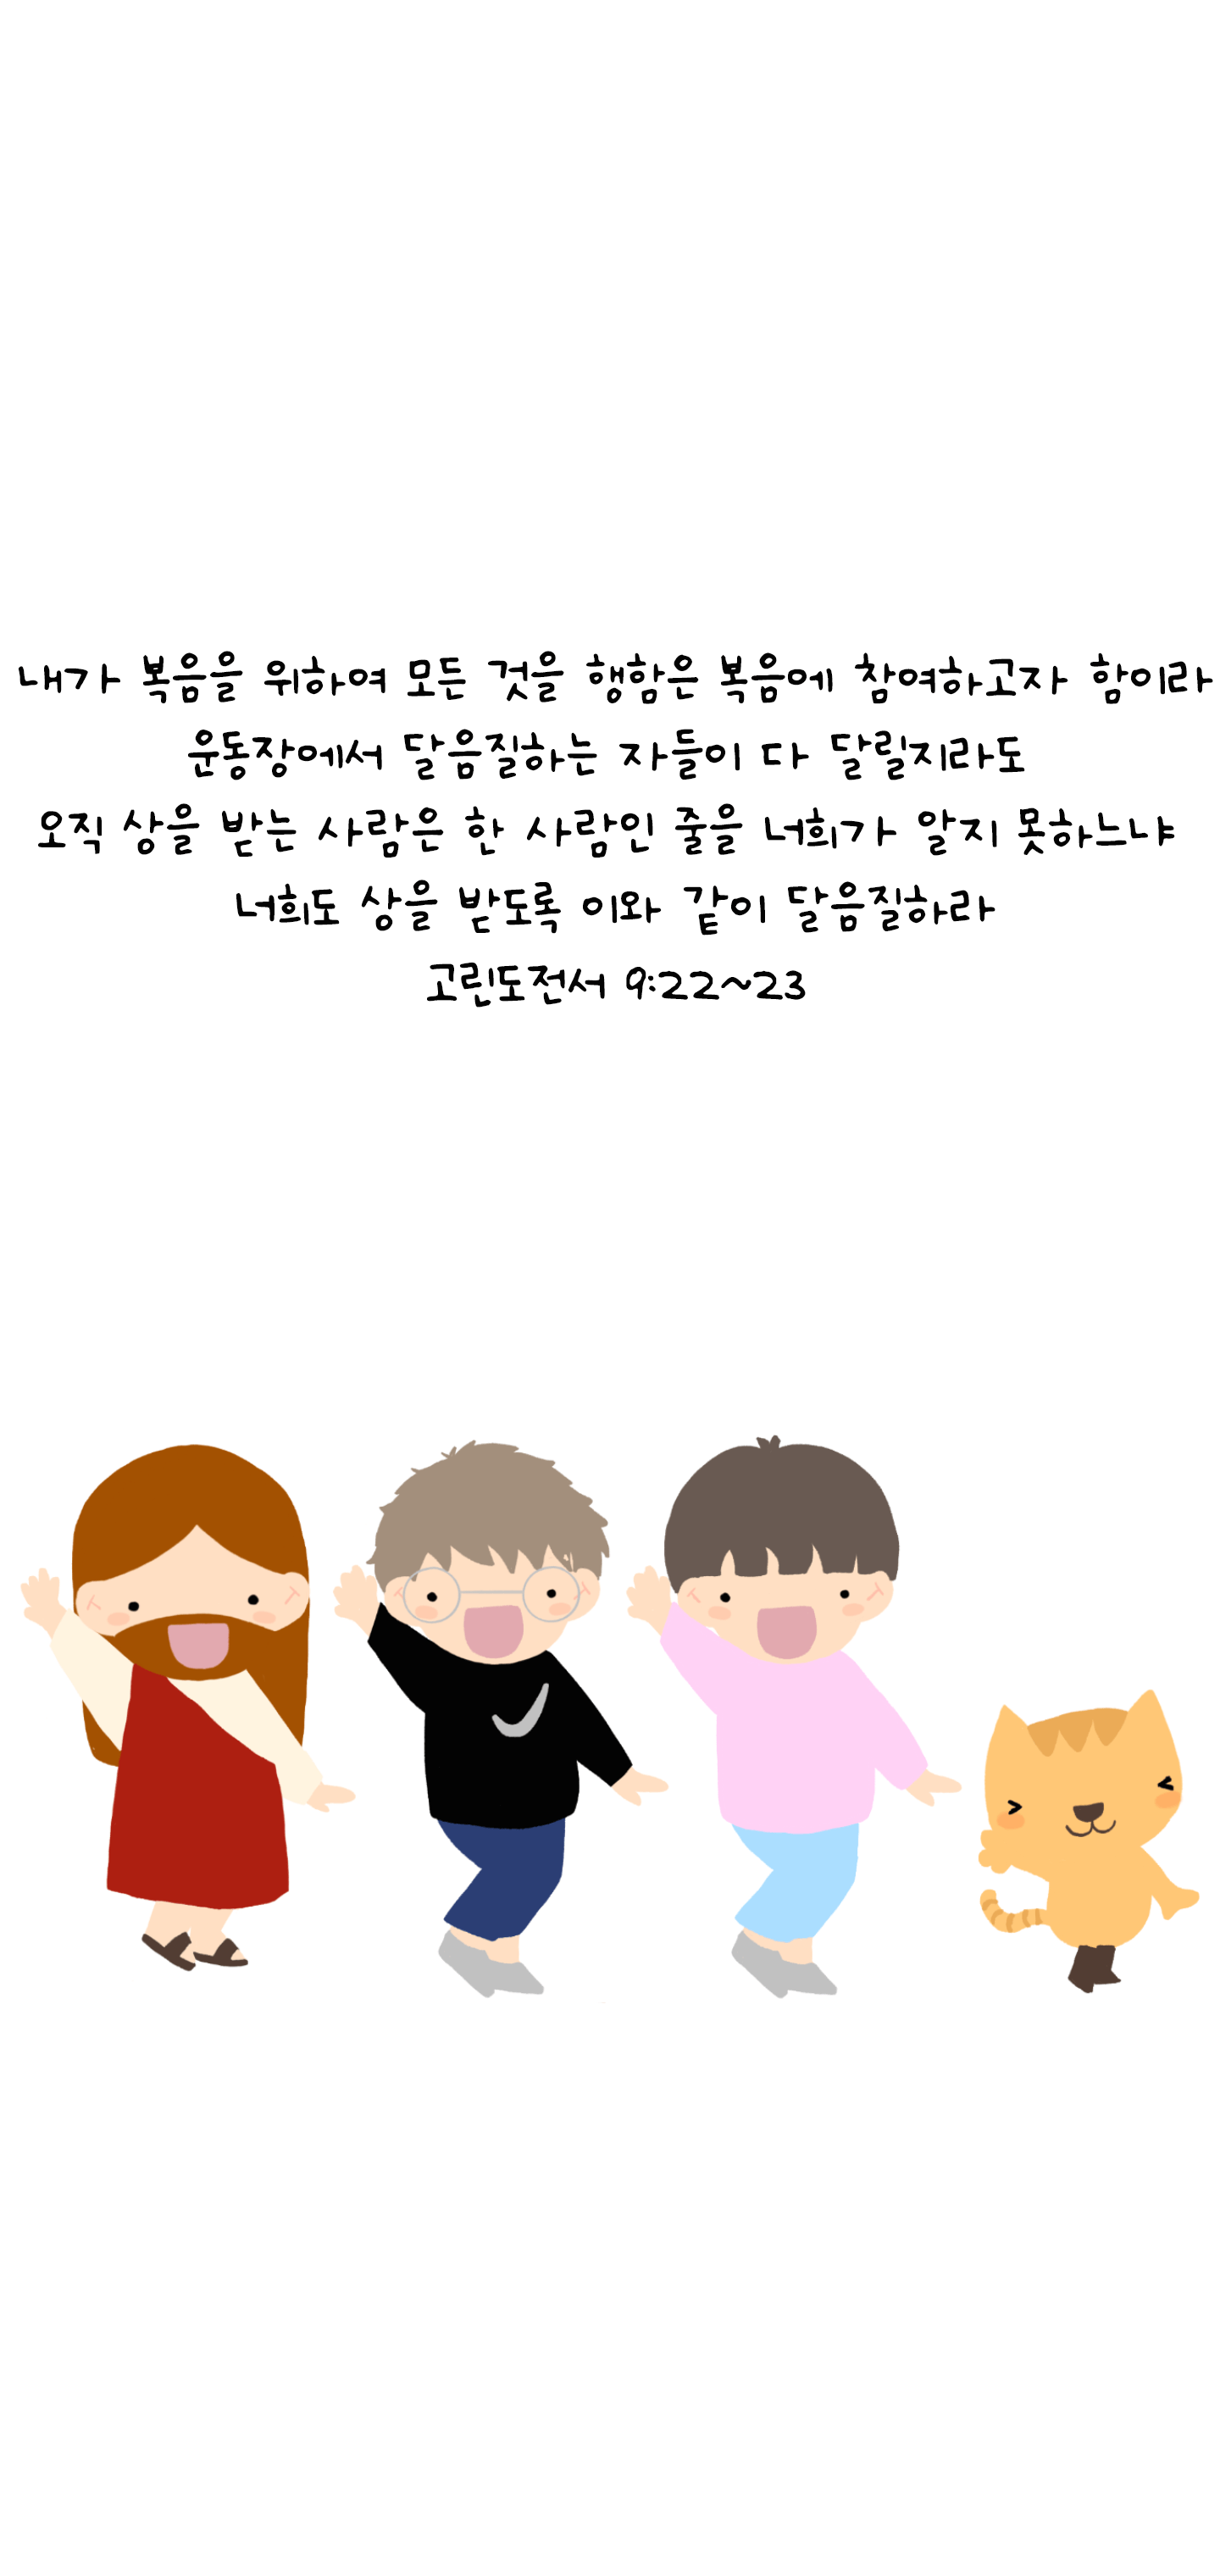 내가 복음을 위하여 모든 것을 행함은 복음에 참여하고자 함이라
운동장에서 달음질하는 자들이 다 달릴지라도
오직 상을 받는 사람은 한 사람인 줄을 너희가 알지 못하느냐
너희도 상을 받도록 이와 같이 달음질하라
고린도전서 9:22~23